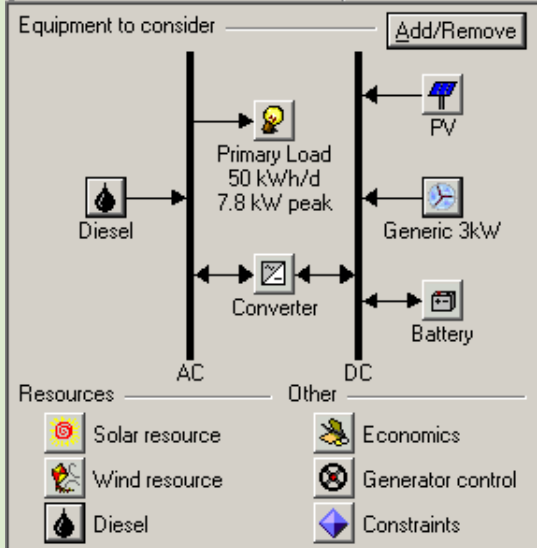 Equipment to consider
Add/Remove
PV
Primary Load
50 kWh/d
7.8 kW peak
Diesel
Generic 3kW
Converter
Battery
AC
DC
Resources
Other
Solar resource
Economics
Wind resource
Generator control
Diesel
Constraints